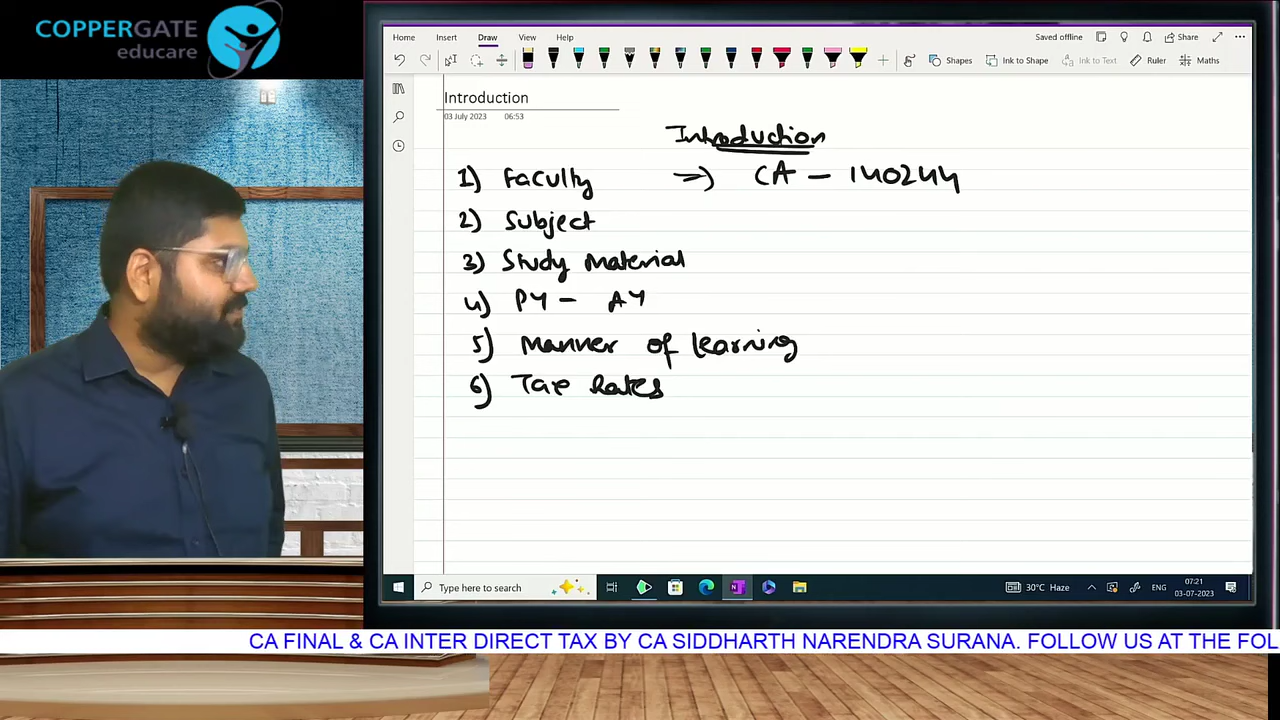 COPPERGATE
educare
Home Insert Draw View Help
Saved offline
Share
Shapes
Ink to Shape
Ink to Text
Ruler
Maths
Introduction
03 July 2023 06:53
Introduction
1) Faculty => CA - 140244
2) Subject
3) Study Material
4) PY - AY
5) Manner of learning
6) Tax Rates
Type here to search
30°C Haze
ENG
07:21
03-07-2023
CA FINAL & CA INTER DIRECT TAX BY CA SIDDHARTH NARENDRA SURANA. FOLLOW US AT THE FOL